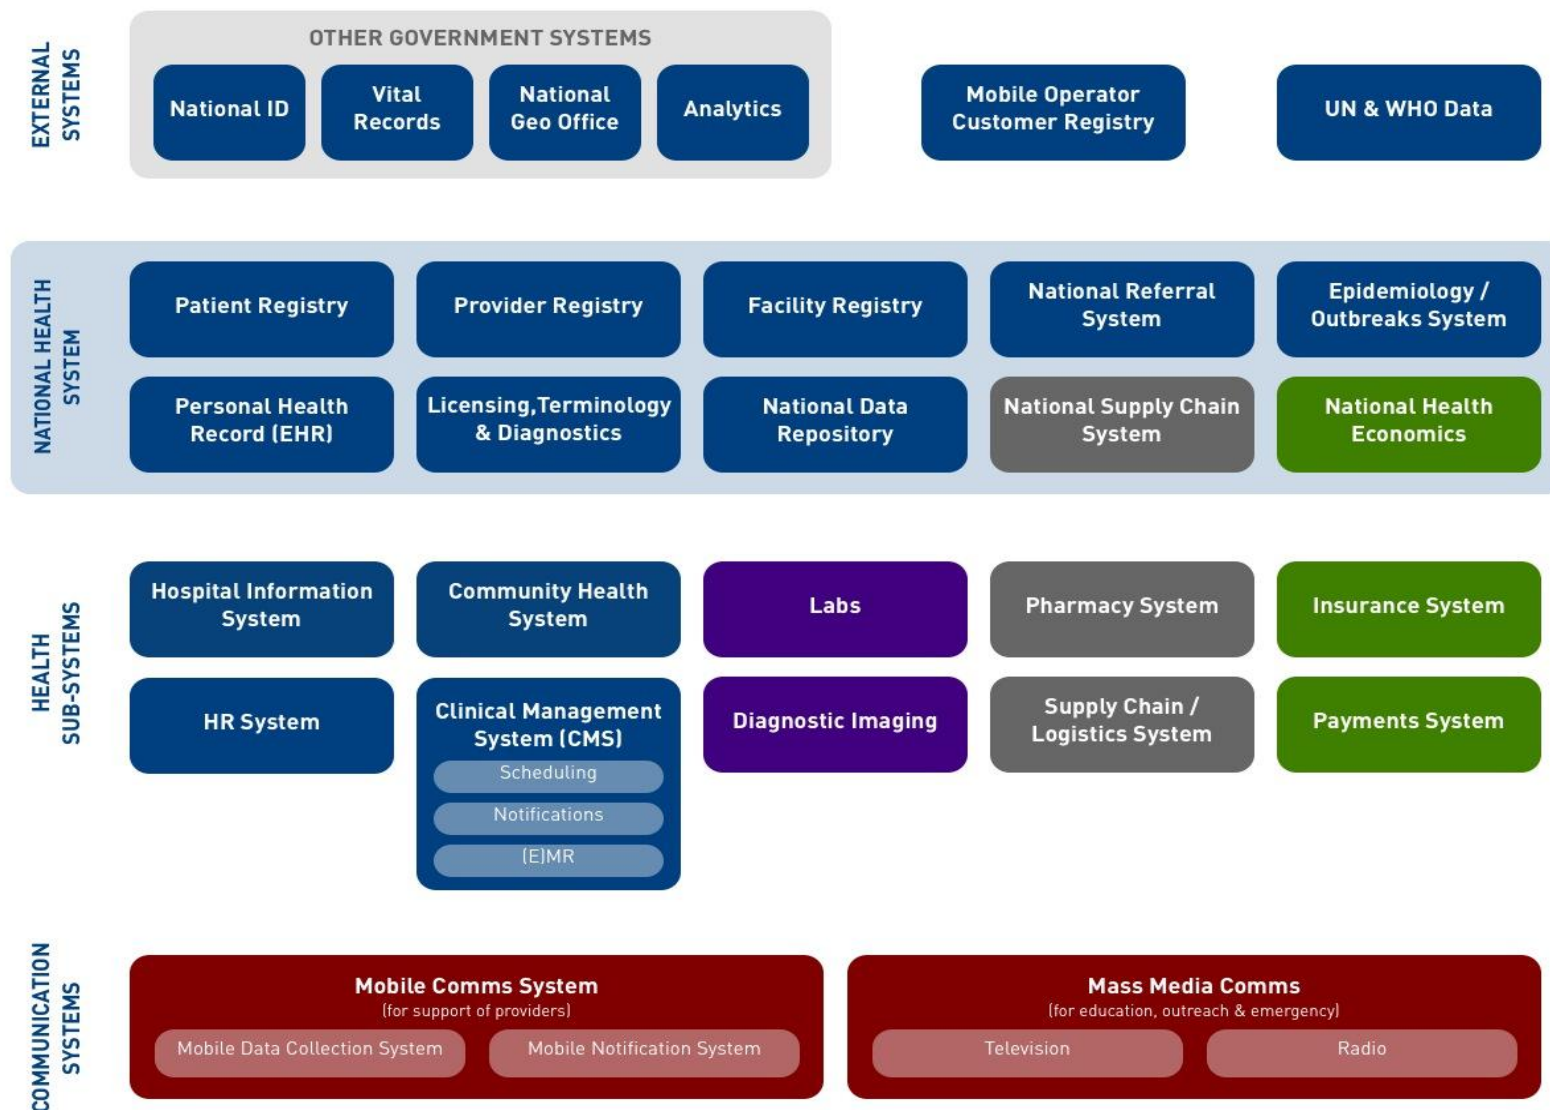 EXTERNAL
SYSTEMS
OTHER GOVERNMENT SYSTEMS
National ID
Vital
Records
National
Geo Office
Analytics
Mobile Operator
Customer Registry
UN & WHO Data
NATIONAL HEALTH
SYSTEM
Patient Registry
Provider Registry
Facility Registry
National Referral
System
Epidemiology /
Outbreaks System
Personal Health
Record (EHR)
Licensing,Terminology
& Diagnostics
National Data
Repository
National Supply Chain
System
National Health
Economics
HEALTH
SUB-SYSTEMS
Hospital Information
System
Community Health
System
Labs
Pharmacy System
Insurance System
HR System
Clinical Management
System (CMS)
Scheduling
Notifications
(E)MR
Diagnostic Imaging
Supply Chain /
Logistics System
Payments System
COMMUNICATION
SYSTEMS
Mobile Comms System
(for support of providers)
Mobile Data Collection System
Mobile Notification System
Mass Media Comms
(for education, outreach & emergency)
Television
Radio